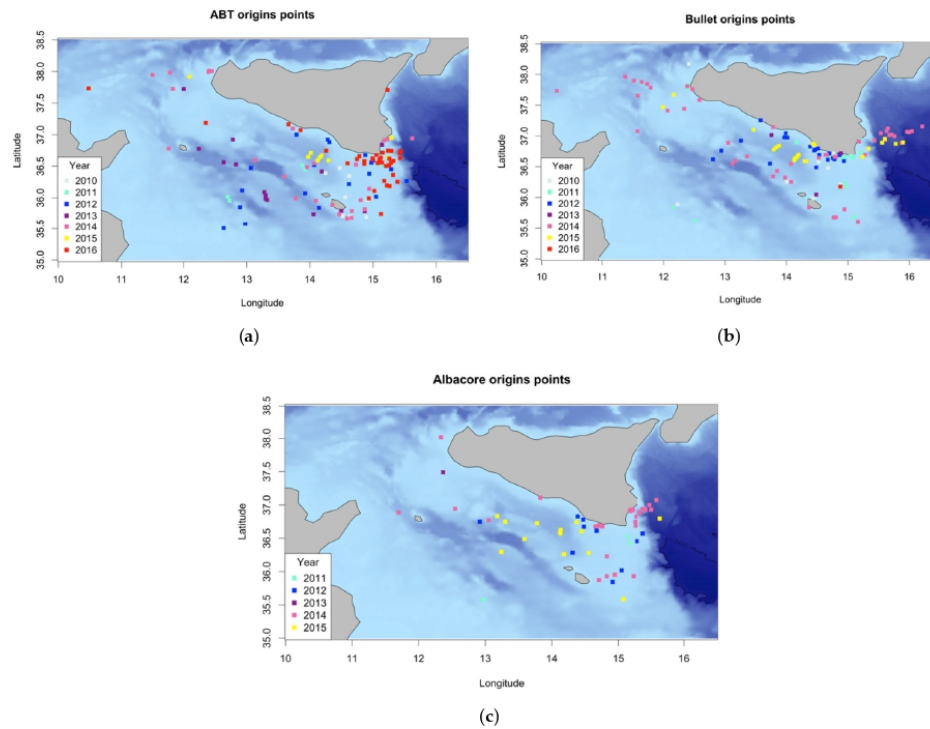 ABT origins points
38.5
38.0
37.5
37.0
36.5
36.0
35.5
35.0
Latitude
Year
2010
2011
2012
2013
2014
2015
2016
10 11 12 13 14 15 16
Longitude
(a)
Bullet origins points
38.5
38.0
37.5
37.0
36.5
36.0
35.5
35.0
Latitude
Year
2010
2011
2012
2013
2014
2015
2016
10 11 12 13 14 15 16
Longitude
(b)
Albacore origins points
38.5
38.0
37.5
37.0
36.5
36.0
35.5
35.0
Latitude
Year
2011
2012
2013
2014
2015
10 11 12 13 14 15 16
Longitude
(c)